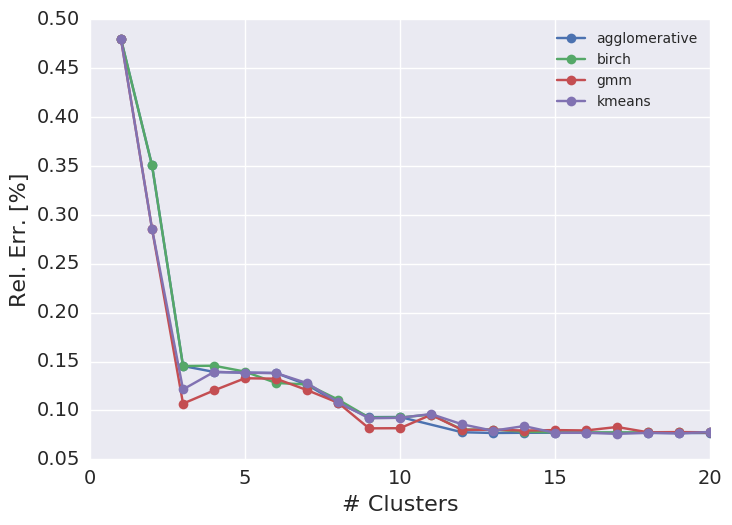 0.50
0.45
0.40
0.35
0.30
0.25
0.20
0.15
0.10
0.05
Rel. Err. [%]
agglomerative
birch
gmm
kmeans
0 5 10 15 20
# Clusters